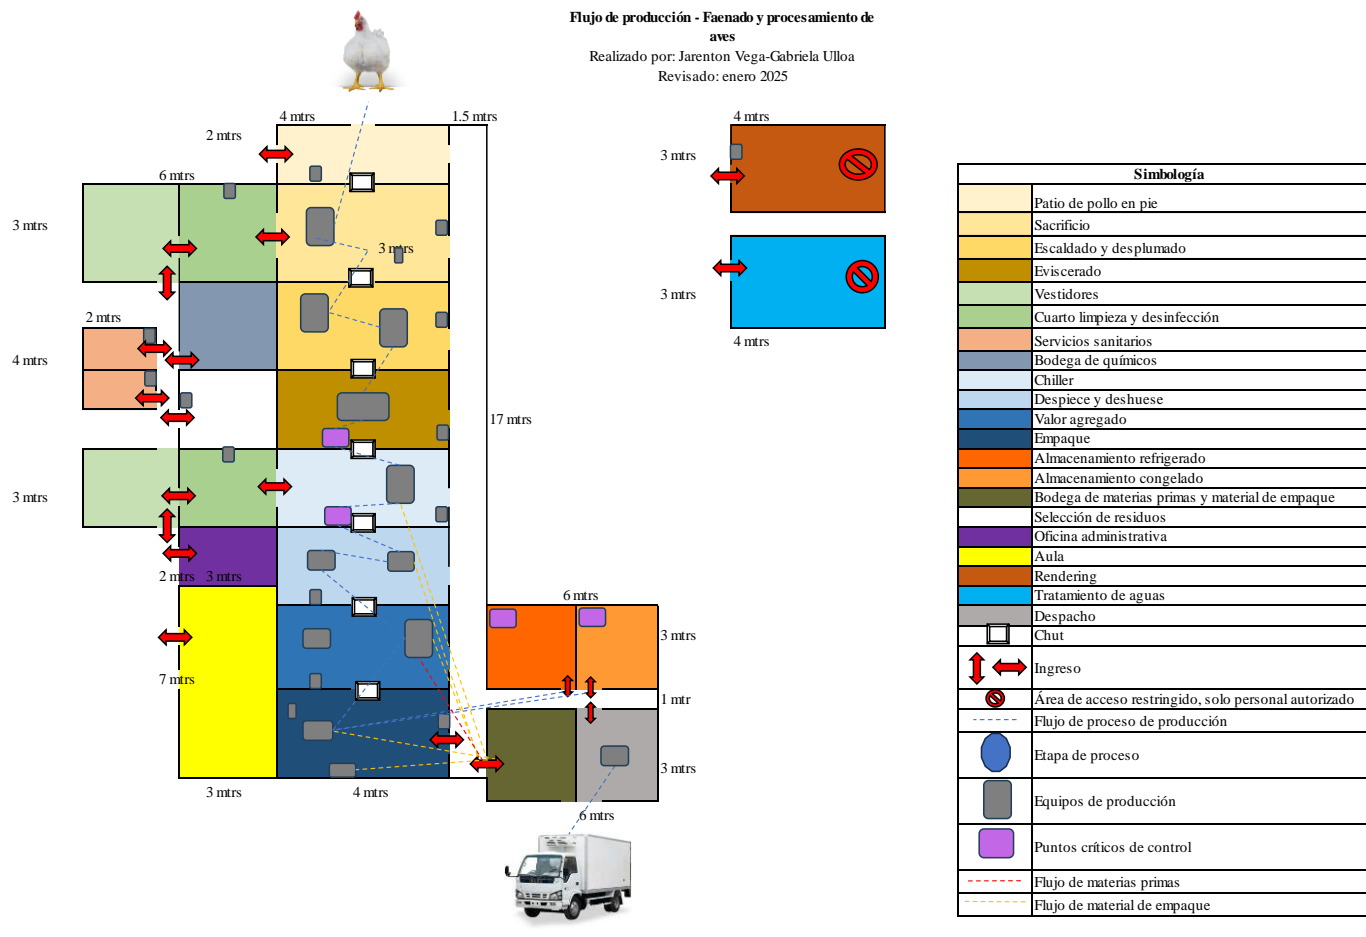 Flujo de producción - Faenado y procesamiento de
aves
Realizado por: Jarenton Vega-Gabriela Ulloa
Revisado: enero 2025
4 mtrs
1.5 mtrs
2 mtrs
6 mtrs
3 mtrs
3 mtrs
2 mtrs
4 mtrs
17 mtrs
3 mtrs
2 mtrs
3 mtrs
7 mtrs
3 mtrs
4 mtrs
6 mtrs
3 mtrs
1 mtr
3 mtrs
6 mtrs
4 mtrs
3 mtrs
3 mtrs
4 mtrs
Simbología
Patio de pollo en pie
Sacrificio
Escaldado y desplumado
Eviscerado
Vestidores
Cuarto limpieza y desinfección
Servicios sanitarios
Bodega de químicos
Chiller
Despiece y deshuese
Valor agregado
Empaque
Almacenamiento refrigerado
Almacenamiento congelado
Bodega de materias primas y material de empaque
Selección de residuos
Oficina administrativa
Aula
Rendering
Tratamiento de aguas
Despacho
Chut
Ingreso
Área de acceso restringido, solo personal autorizado
Flujo de proceso de producción
Etapa de proceso
Equipos de producción
Puntos críticos de control
Flujo de materias primas
Flujo de material de empaque